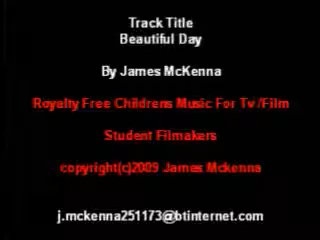 Track Title
Beautiful Day
By James McKenna
Royalty Free Childrens Music For Tv/Film
Student Filmakers
copyright(c)2009 James Mckenna
j.mckenna251173@btinternet.com